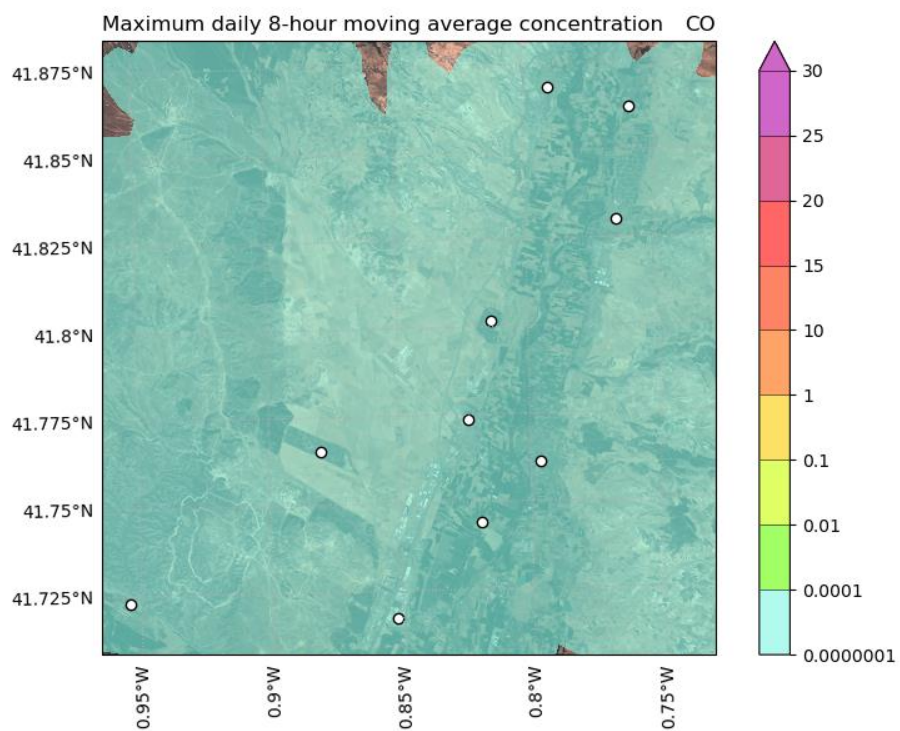 Maximum daily 8-hour moving average concentration CO
41.875°N
41.85°N
41.825°N
41.8°N
41.775°N
41.75°N
41.725°N
0.95°W
0.9°W
0.85°W
0.8°W
0.75°W
30
25
20
15
10
1
0.1
0.01
0.0001
0.0000001